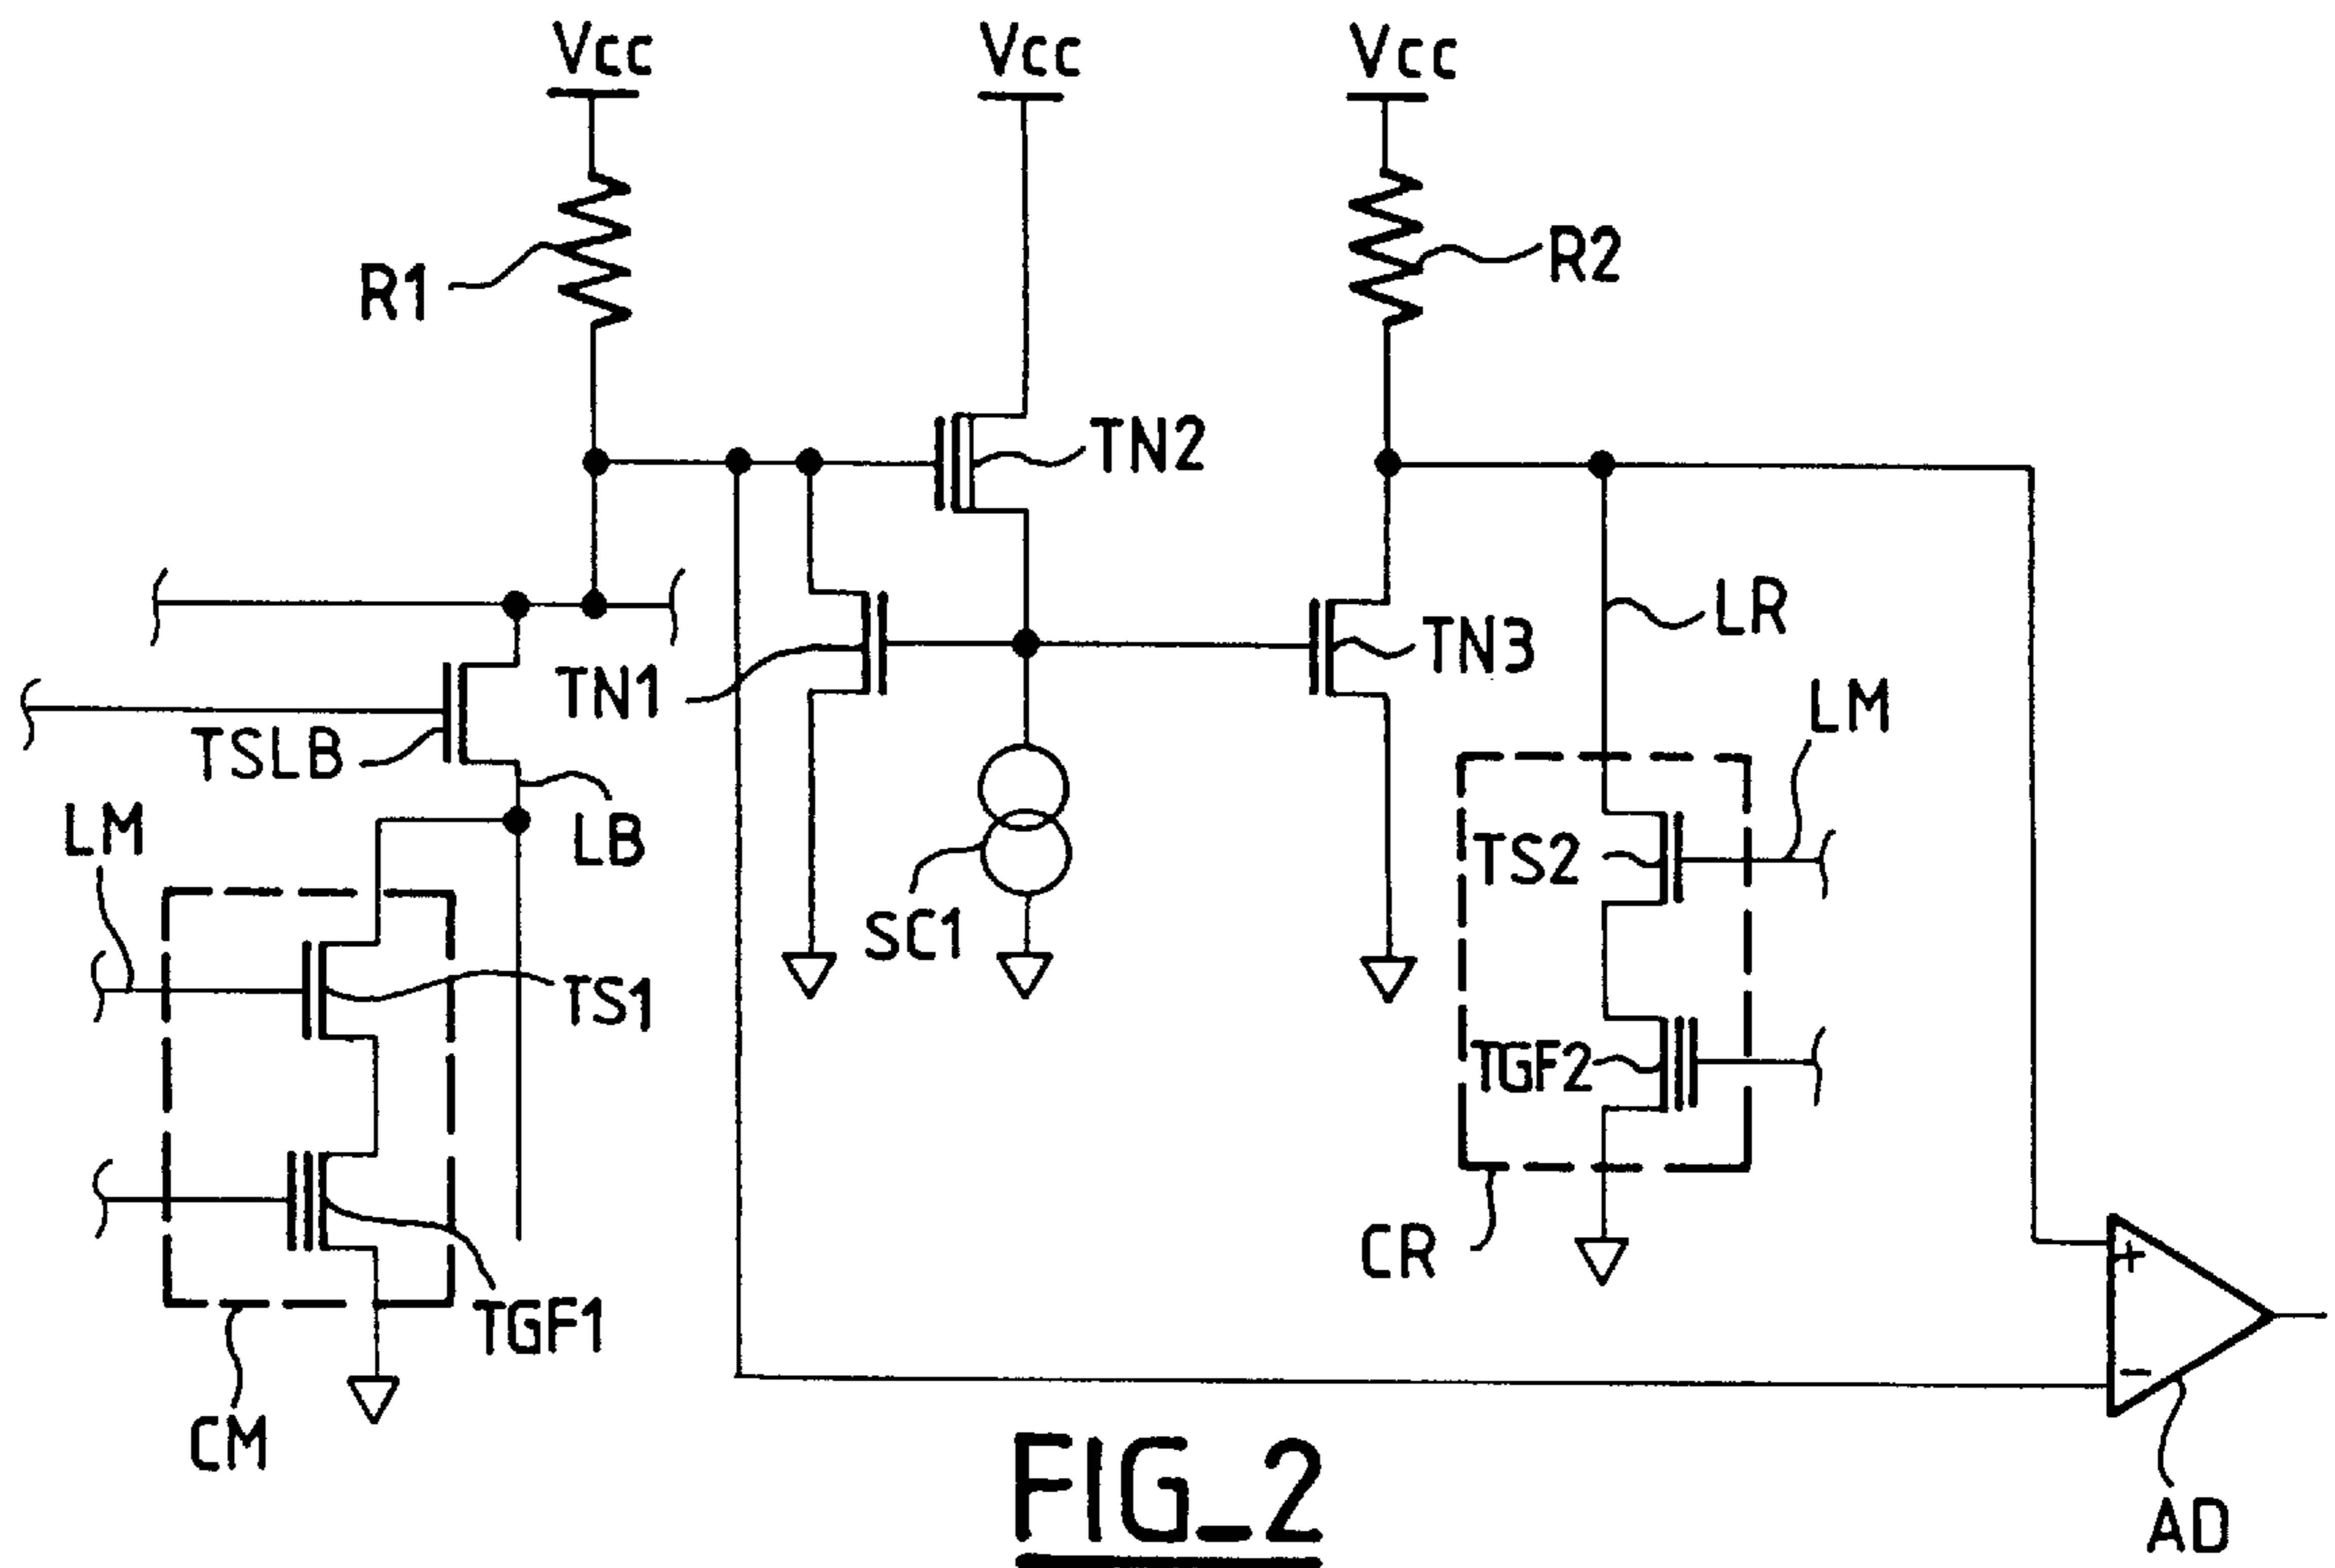 Vcc
Vcc
Vcc
R1
R2
TN2
LR
TN1
TN3
LM
TSLB
LM
LB
TS2
SC1
TS1
TGF2
CR
+
TGF1
-
CM
AD
FIG_2